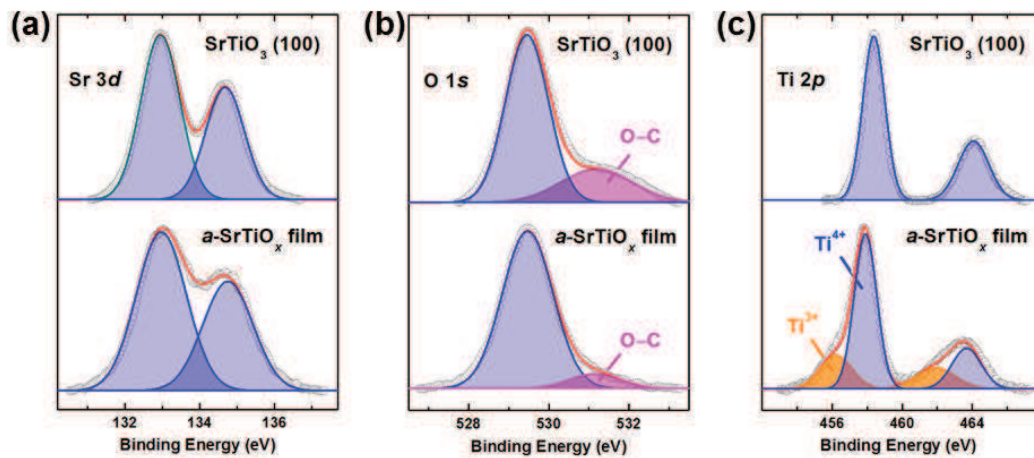 (a)
SrTiO₃ (100)
Sr 3d
a-SrTiOₓ film
132 134 136
Binding Energy (eV)
(b)
SrTiO₃ (100)
O 1s
O–C
a-SrTiOₓ film
O–C
528 530 532
Binding Energy (eV)
(c)
SrTiO₃ (100)
Ti 2p
a-SrTiOₓ film
Ti⁴⁺
Ti³⁺
456 460 464
Binding Energy (eV)